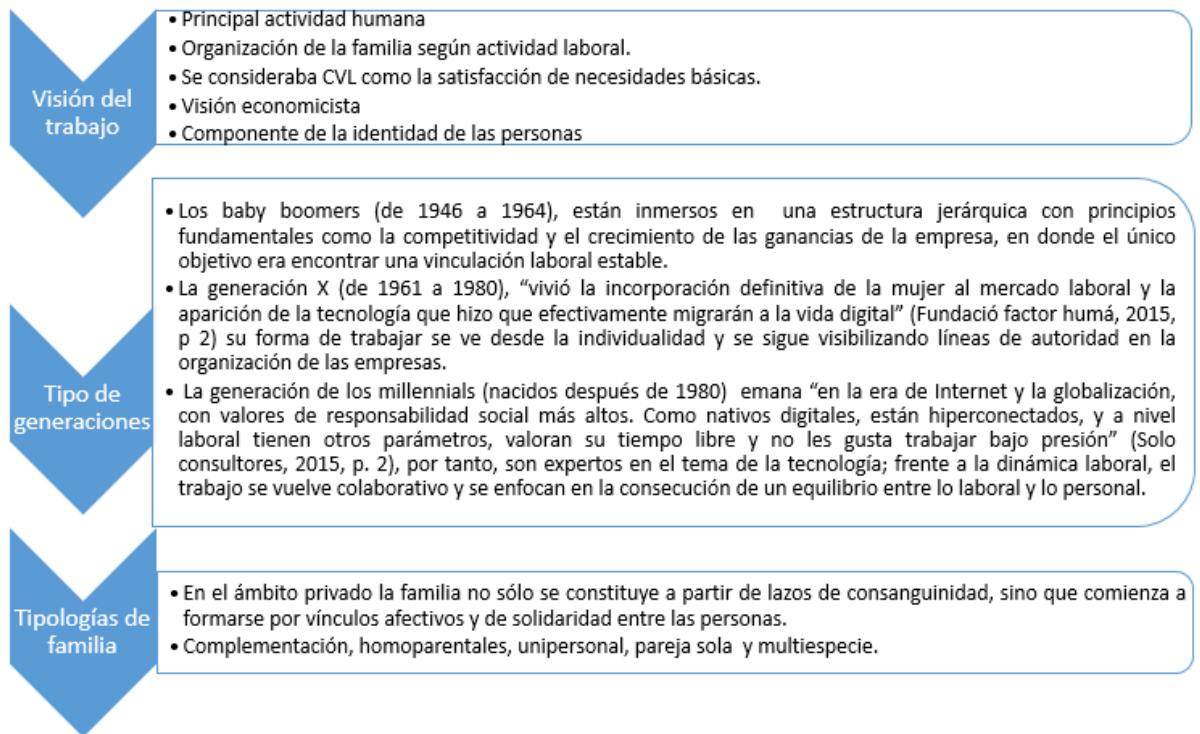 Visión del
trabajo
• Principal actividad humana
• Organización de la familia según actividad laboral.
• Se consideraba CVL como la satisfacción de necesidades básicas.
• Visión economicista
• Componente de la identidad de las personas
Tipo de
generaciones
• Los baby boomers (de 1946 a 1964), están inmersos en una estructura jerárquica con principios
fundamentales como la competitividad y el crecimiento de las ganancias de la empresa, en donde el único
objetivo era encontrar una vinculación laboral estable.
• La generación X (de 1961 a 1980), “vivió la incorporación definitiva de la mujer al mercado laboral y la
aparición de la tecnología que hizo que efectivamente migrarán a la vida digital” (Fundació factor humá, 2015,
p 2) su forma de trabajar se ve desde la individualidad y se sigue visibilizando líneas de autoridad en la
organización de las empresas.
• La generación de los millennials (nacidos después de 1980) emana “en la era de Internet y la globalización,
con valores de responsabilidad social más altos. Como nativos digitales, están hiperconectados, y a nivel
laboral tienen otros parámetros, valoran su tiempo libre y no les gusta trabajar bajo presión” (Solo
consultores, 2015, p. 2), por tanto, son expertos en el tema de la tecnología; frente a la dinámica laboral, el
trabajo se vuelve colaborativo y se enfocan en la consecución de un equilibrio entre lo laboral y lo personal.
Tipologías de
familia
• En el ámbito privado la familia no sólo se constituye a partir de lazos de consanguinidad, sino que comienza a
formarse por vínculos afectivos y de solidaridad entre las personas.
• Complementación, homoparentales, unipersonal, pareja sola y multiespecie.